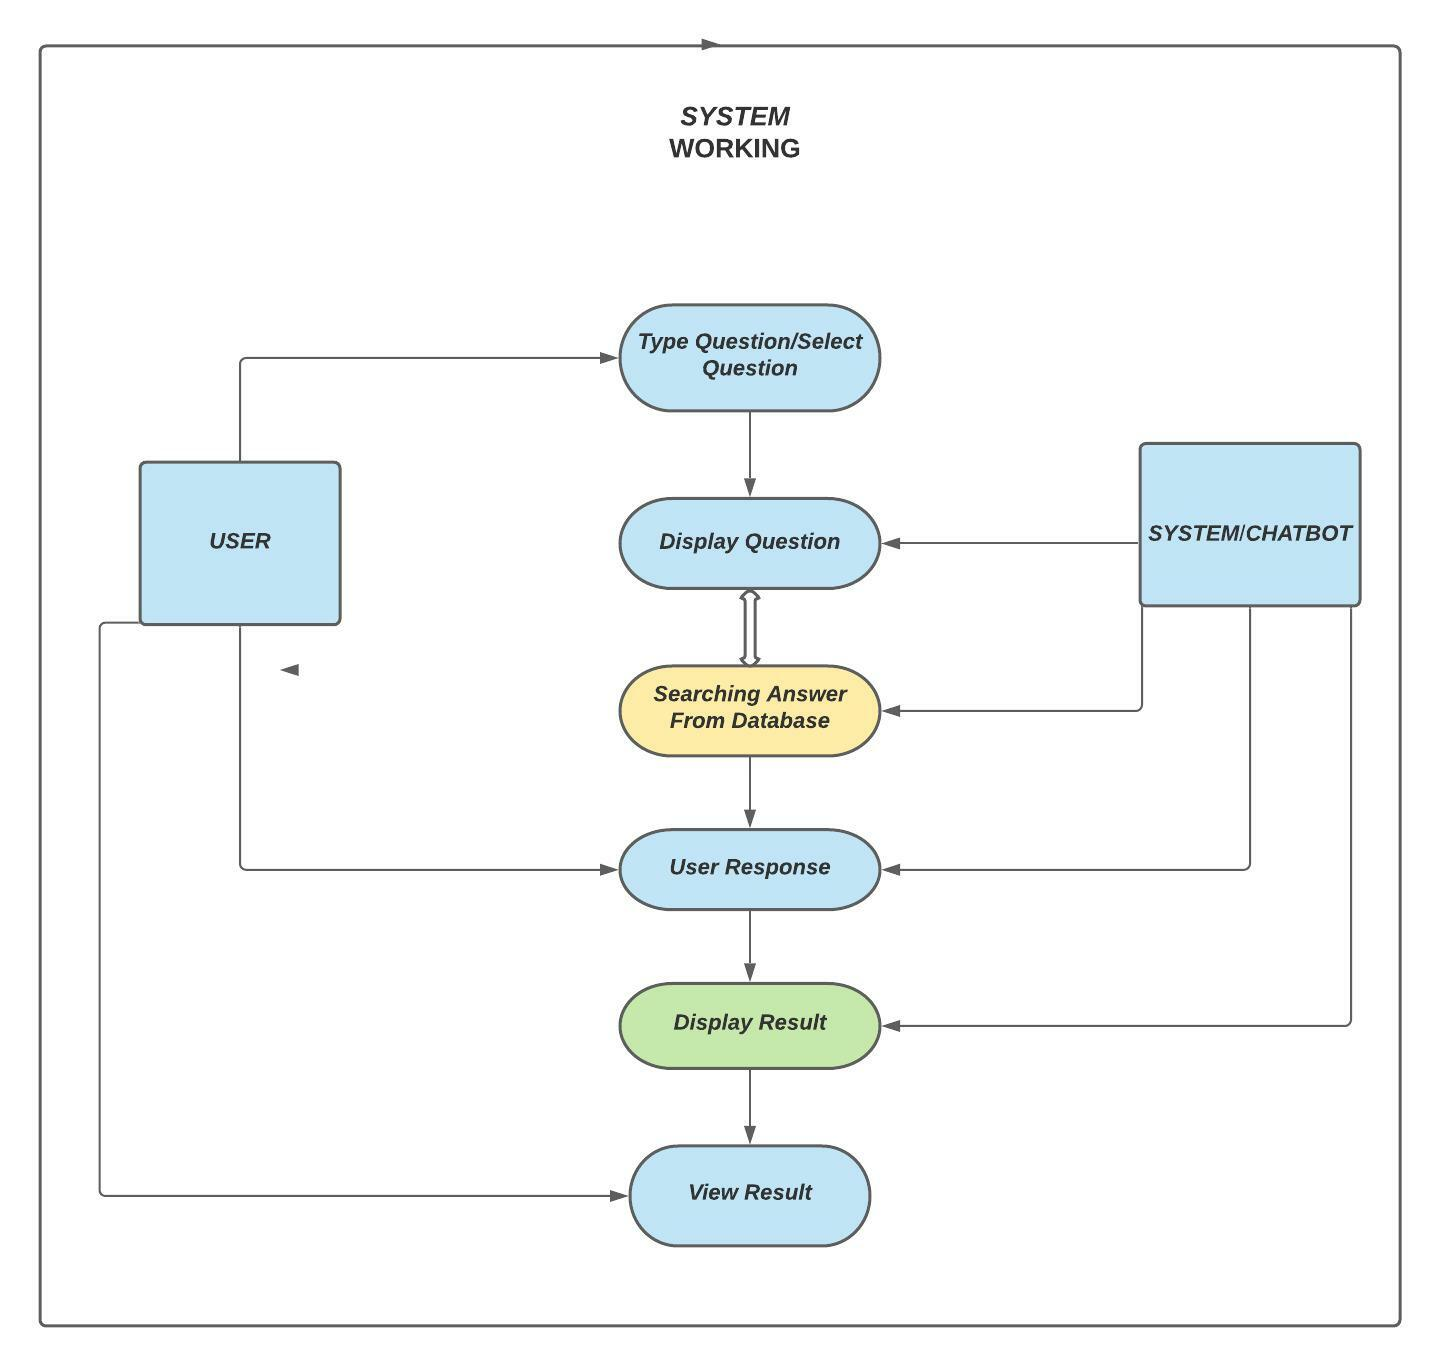 SYSTEM
WORKING
Type Question/Select
Question
USER
Display Question
SYSTEM/CHATBOT
Searching Answer
From Database
User Response
Display Result
View Result